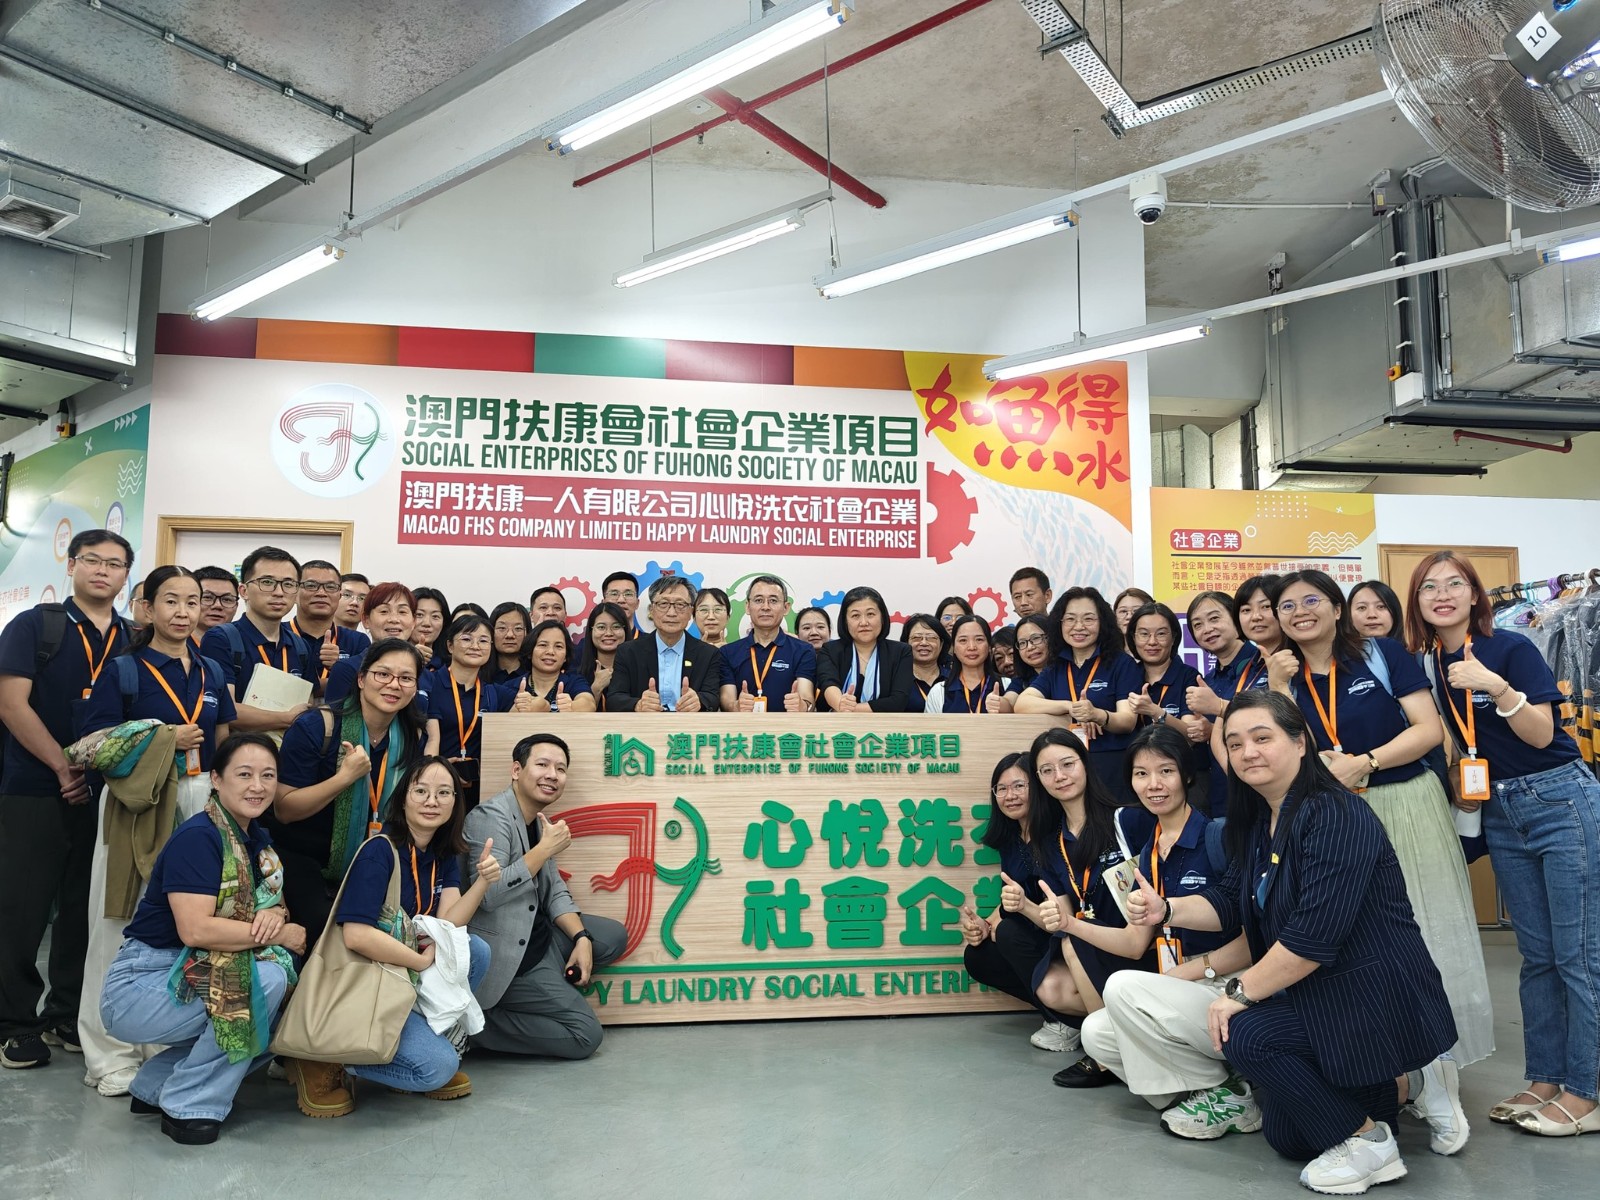 10
澳門扶康會社會企業項目
SOCIAL ENTERPRISES OF FUHONG SOCIETY OF MACAU
澳門扶康一人有限公司心悅洗衣社會企業
MACAO FHS COMPANY LIMITED HAPPY LAUNDRY SOCIAL ENTERPRISE
如魚得水
社會企業
澳門扶康會社會企業項目
SOCIAL ENTERPRISE OF FUHONG SOCIETY OF MACAU
心悅洗衣
社會企
PY LAUNDRY SOCIAL ENTERPR